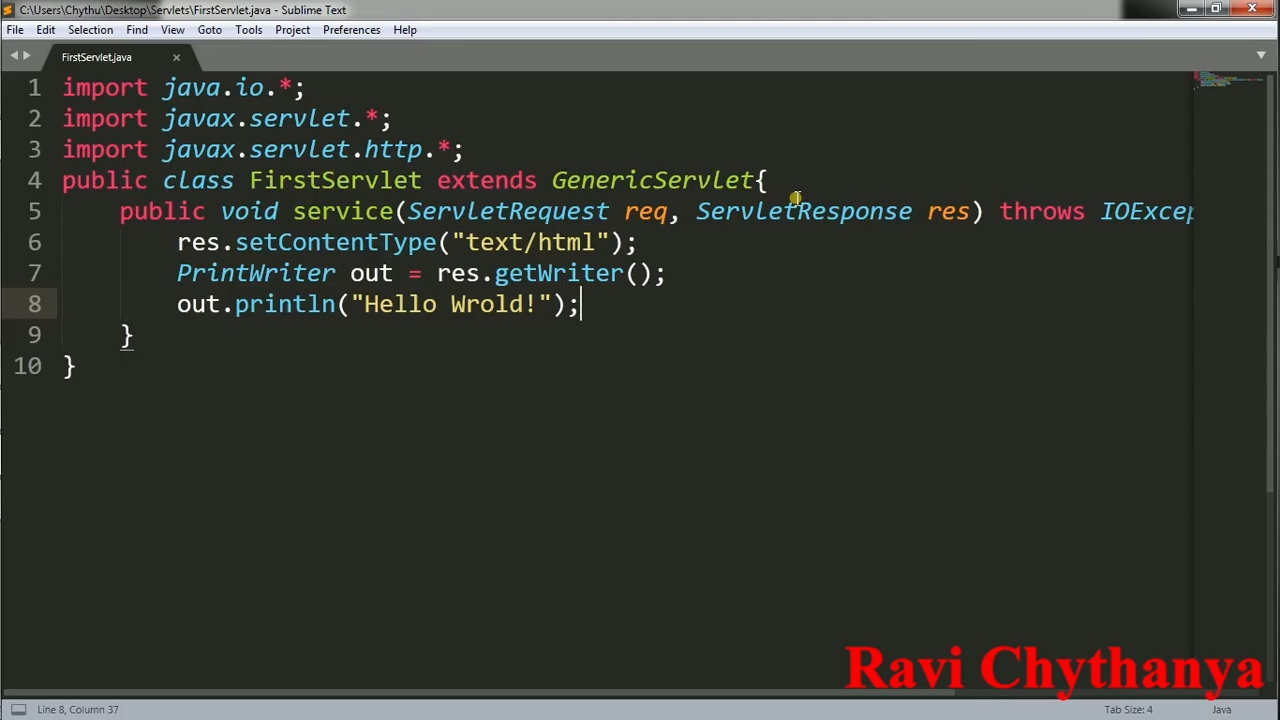 C:\Users\Chythu\Desktop\Servlets\FirstServlet.java - Sublime Text
File Edit Selection Find View Goto Tools Project Preferences Help
FirstServlet.java ×
1 import java.io.*;
2 import javax.servlet.*;
3 import javax.servlet.http.*;
4 public class FirstServlet extends GenericServlet{
5 public void service(ServletRequest req, ServletResponse res) throws IOExcep
6 res.setContentType("text/html");
7 PrintWriter out = res.getWriter();
8 out.println("Hello Wrold!");
9 }
10 }
Ravi Chythanya
Line 8, Column 37 Tab Size: 4 Java